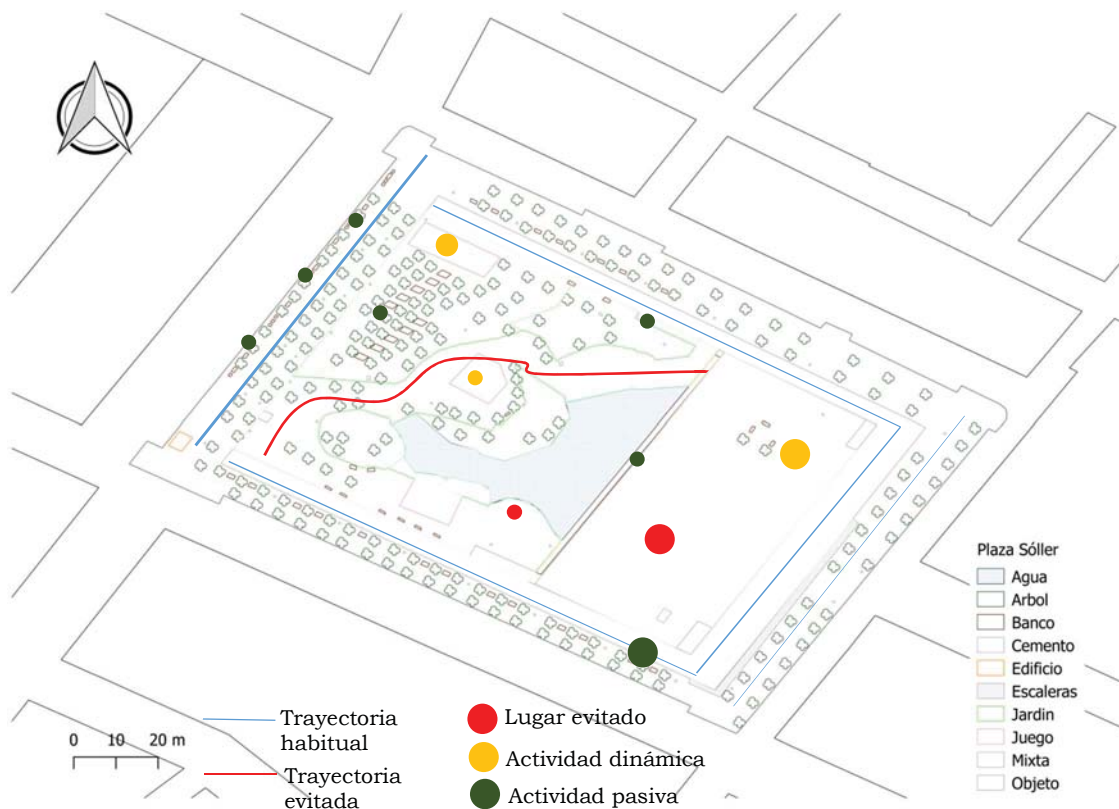 Plaza Sóller
Agua
Arbol
Banco
Cemento
Edificio
Escaleras
Jardin
Juego
Mixta
Objeto
0 10 20 m
Trayectoria
habitual
Trayectoria
evitada
Lugar evitado
Actividad dinámica
Actividad pasiva